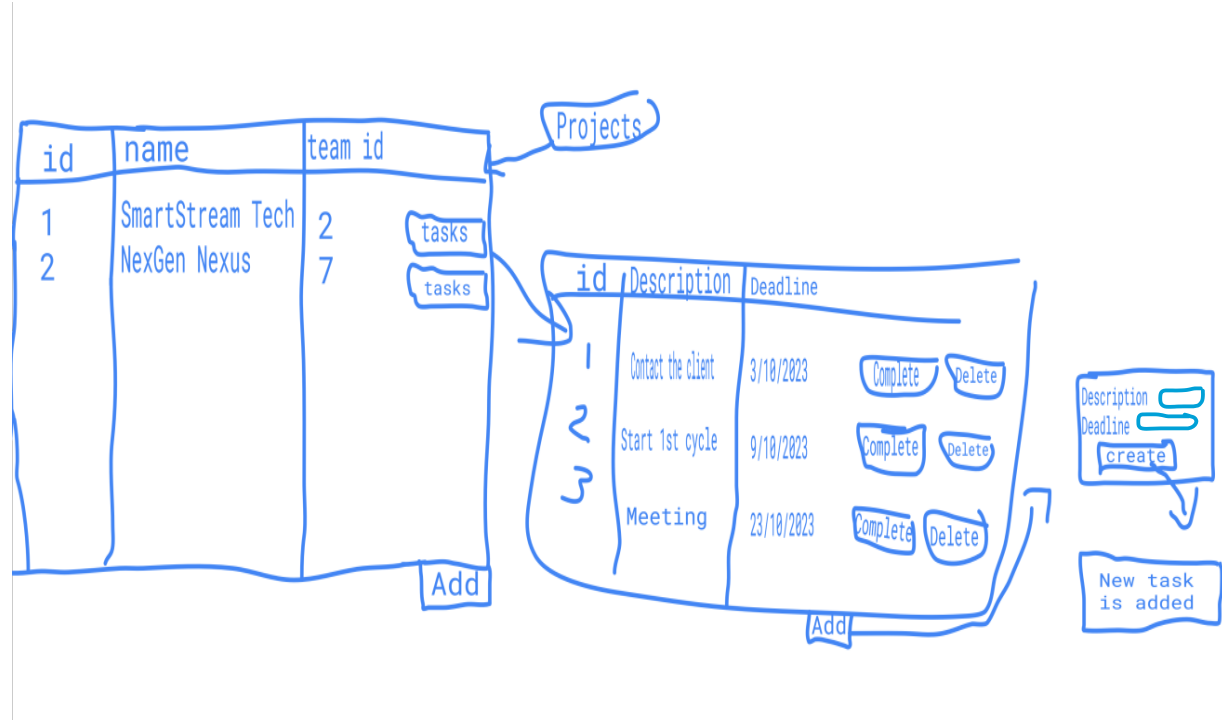 Projects
id name team id
1 SmartStream Tech 2 tasks
2 NexGen Nexus 7 tasks
Add
id Description Deadline
1 Contact the client 3/10/2023 Complete Delete
2 Start 1st cycle 9/10/2023 Complete Delete
3 Meeting 23/10/2023 Complete Delete
Add
Description
Deadline
create
New task
is added